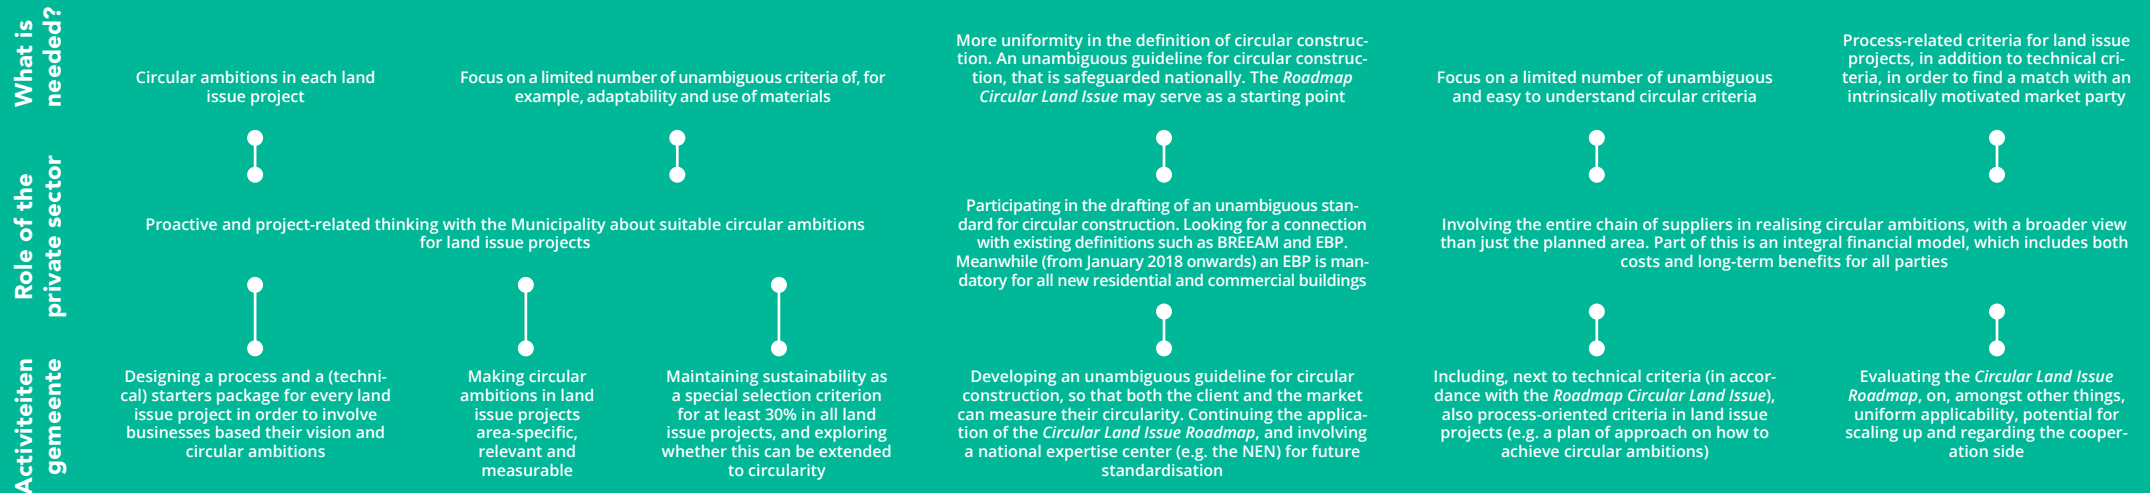 What is
needed?
Circular ambitions in each land
issue project
Focus on a limited number of unambiguous criteria of, for
example, adaptability and use of materials
More uniformity in the definition of circular construc-
tion. An unambiguous guideline for circular construc-
tion, that is safeguarded nationally. The Roadmap
Circular Land Issue may serve as a starting point
Focus on a limited number of unambiguous
and easy to understand circular criteria
Process-related criteria for land issue
projects, in addition to technical cri-
teria, in order to find a match with an
intrinsically motivated market party
Role of the
private sector
Proactive and project-related thinking with the Municipality about suitable circular ambitions
for land issue projects
Participating in the drafting of an unambiguous stan-
dard for circular construction. Looking for a connection
with existing definitions such as BREEAM and EBP.
Meanwhile (from January 2018 onwards) an EBP is man-
datory for all new residential and commercial buildings
Involving the entire chain of suppliers in realising circular ambitions, with a broader view
than just the planned area. Part of this is an integral financial model, which includes both
costs and long-term benefits for all parties
Activiteiten
gemeente
Designing a process and a (techni-
cal) starters package for every land
issue project in order to involve
businesses based their vision and
circular ambitions
Making circular
ambitions in land
issue projects
area-specific,
relevant and
measurable
Maintaining sustainability as
a special selection criterion
for at least 30% in all land
issue projects, and exploring
whether this can be extended
to circularity
Developing an unambiguous guideline for circular
construction, so that both the client and the market
can measure their circularity. Continuing the applica-
tion of the Circular Land Issue Roadmap, and involving
a national expertise center (e.g. the NEN) for future
standardisation
Including, next to technical criteria (in accor-
dance with the Roadmap Circular Land Issue),
also process-oriented criteria in land issue
projects (e.g. a plan of approach on how to
achieve circular ambitions)
Evaluating the Circular Land Issue
Roadmap, on, amongst other things,
uniform applicability, potential for
scaling up and regarding the cooper-
ation side